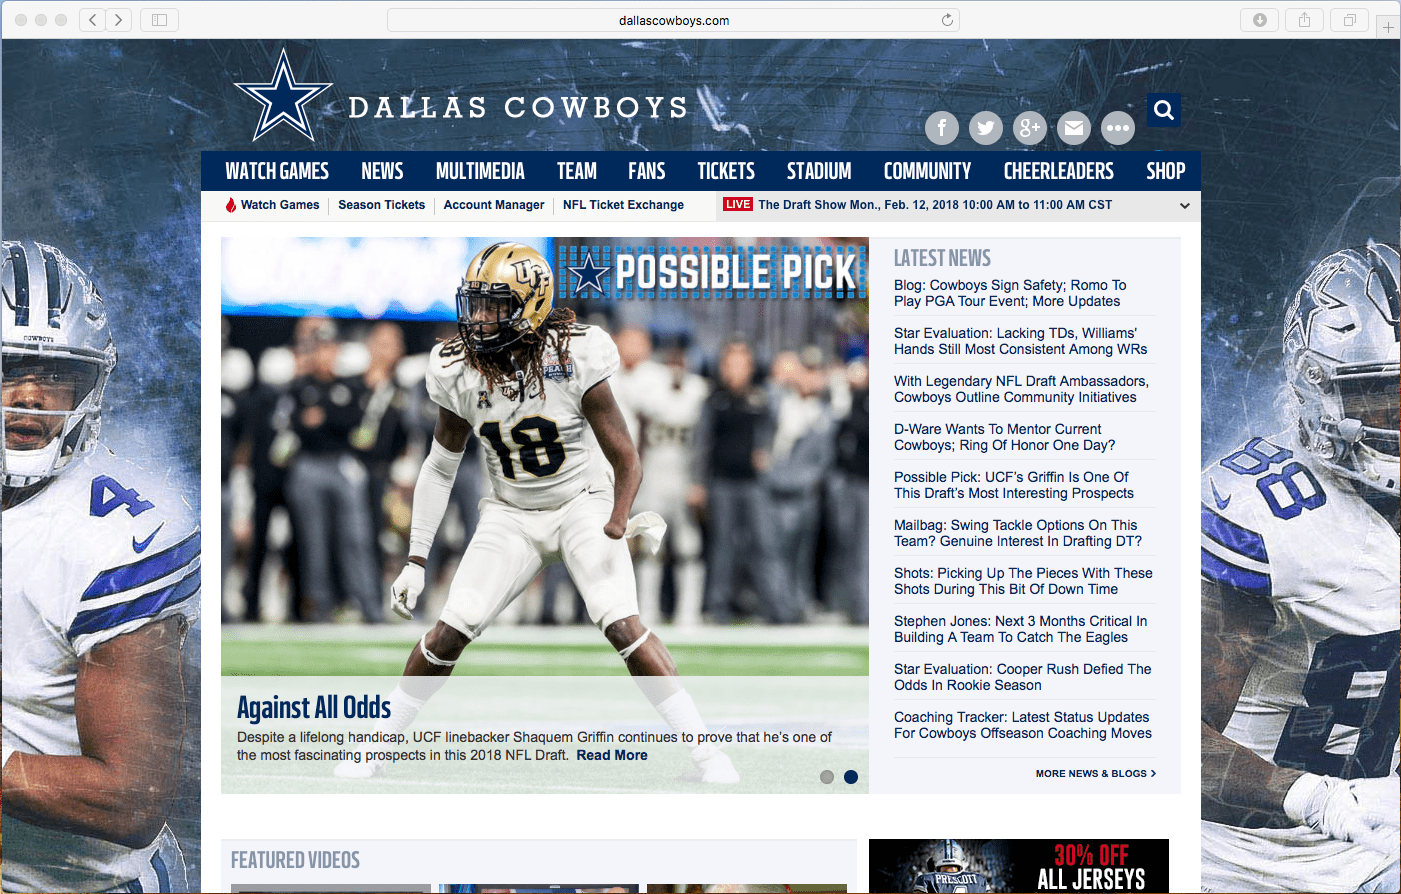 dallascowboys.com
DALLAS COWBOYS
f
g+
WATCH GAMES NEWS MULTIMEDIA TEAM FANS TICKETS STADIUM COMMUNITY CHEERLEADERS SHOP
Watch Games Season Tickets Account Manager NFL Ticket Exchange LIVE The Draft Show Mon., Feb. 12, 2018 10:00 AM to 11:00 AM CST
POSSIBLE PICK
UCF
PEACH
UCF
18
Against All Odds
Despite a lifelong handicap, UCF linebacker Shaquem Griffin continues to prove that he's one of
the most fascinating prospects in this 2018 NFL Draft. Read More
LATEST NEWS
Blog: Cowboys Sign Safety; Romo To
Play PGA Tour Event; More Updates
Star Evaluation: Lacking TDs, Williams'
Hands Still Most Consistent Among WRs
With Legendary NFL Draft Ambassadors,
Cowboys Outline Community Initiatives
D-Ware Wants To Mentor Current
Cowboys; Ring Of Honor One Day?
Possible Pick: UCF's Griffin Is One Of
This Draft's Most Interesting Prospects
Mailbag: Swing Tackle Options On This
Team? Genuine Interest In Drafting DT?
Shots: Picking Up The Pieces With These
Shots During This Bit Of Down Time
Stephen Jones: Next 3 Months Critical In
Building A Team To Catch The Eagles
Star Evaluation: Cooper Rush Defied The
Odds In Rookie Season
Coaching Tracker: Latest Status Updates
For Cowboys Offseason Coaching Moves
MORE NEWS & BLOGS
COWBOYS
4
88
8
FEATURED VIDEOS
PRESCOTT
30% OFF
ALL JERSEYS